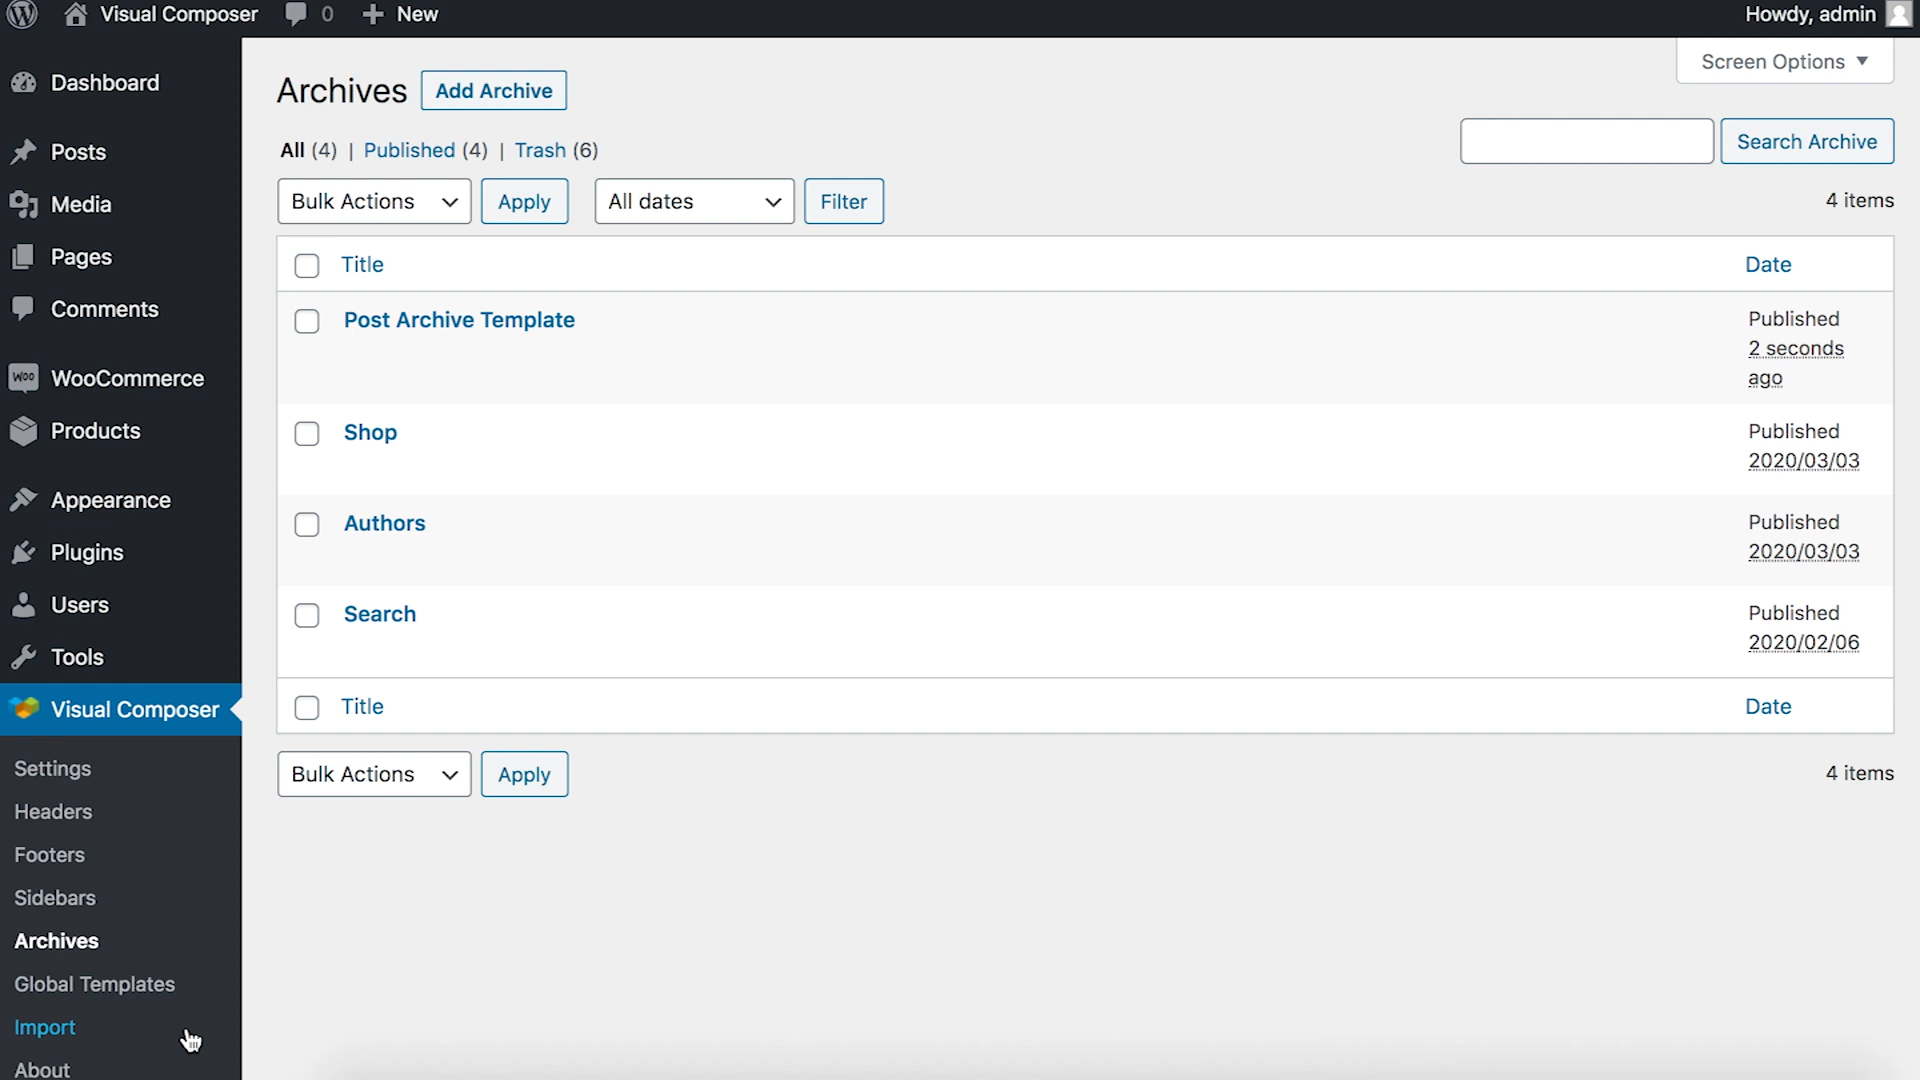 Visual Composer 0 New Howdy, admin
Dashboard
Posts
Media
Pages
Comments
Woo WooCommerce
Products
Appearance
Plugins
Users
Tools
Visual Composer
Settings
Headers
Footers
Sidebars
Archives
Global Templates
Import
About
Screen Options
Archives Add Archive
All (4) | Published (4) | Trash (6)
Search Archive
Bulk Actions Apply All dates Filter 4 items
Title Date
Post Archive Template Published
2 seconds
ago
Shop Published
2020/03/03
Authors Published
2020/03/03
Search Published
2020/02/06
Title Date
Bulk Actions Apply 4 items